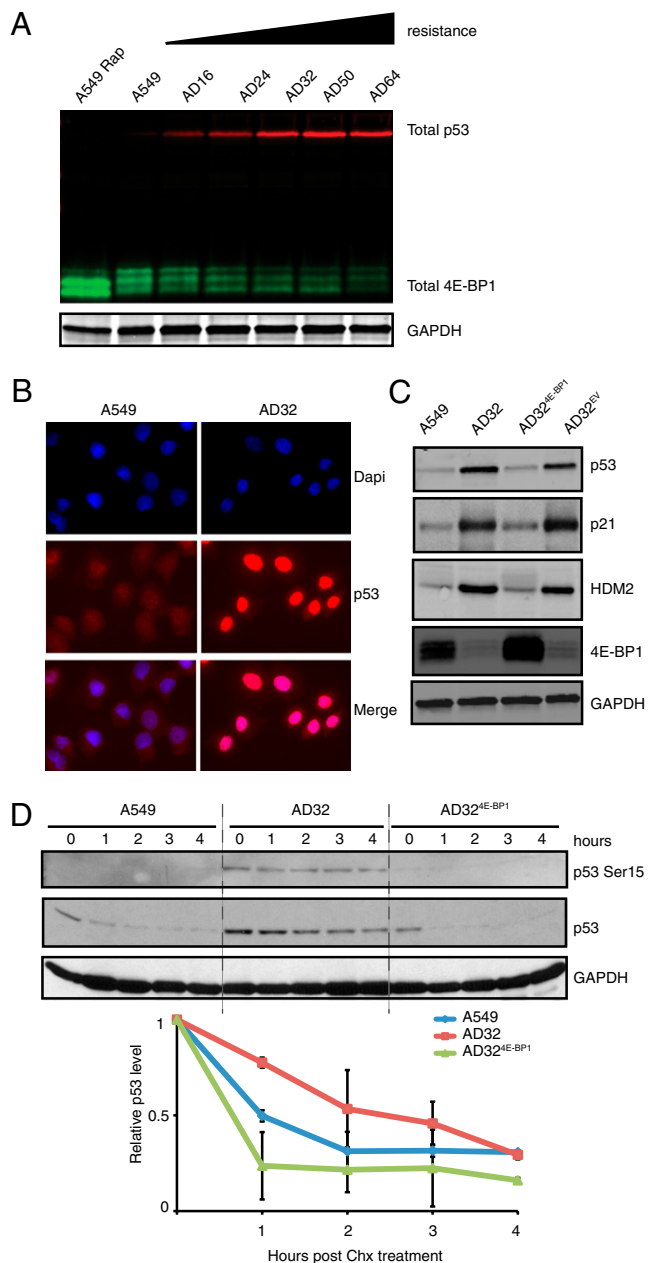 A
resistance
A549 Rap A549 AD16 AD24 AD32 AD50 AD64
Total p53
Total 4E-BP1
GAPDH
B
A549 AD32
Dapi
p53
Merge
C
A549 AD32 AD32^4E-BP1 AD32^EV
p53
p21
HDM2
4E-BP1
GAPDH
D
A549 AD32 AD32^4E-BP1
0 1 2 3 4 0 1 2 3 4 0 1 2 3 4 hours
p53 Ser15
p53
GAPDH
A549
AD32
AD32^4E-BP1
Relative p53 level
1
0.5
0
1 2 3 4
Hours post Chx treatment